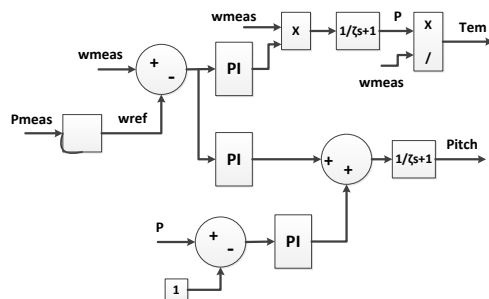 wmeas
X
1/ζs+1
P
X
/
Tem
wmeas
+
-
PI
wmeas
Pmeas
wref
PI
+
+
1/ζs+1
Pitch
P
+
-
PI
1